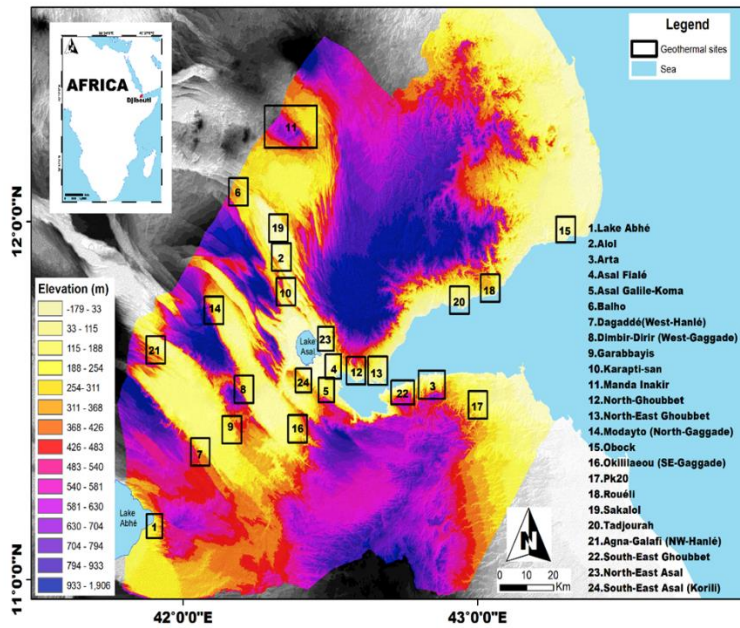 AFRICA
Djibouti
Legend
Geothermal sites
Sea
11
6
19
2
10
14
21
15
18
20
Lake
Asal
23
4
12
13
24
5
8
22
3
17
9
16
7
Lake
Abhé
1
Elevation (m)
-179 - 33
33 - 115
115 - 188
188 - 254
254 - 311
311 - 368
368 - 426
426 - 483
483 - 540
540 - 581
581 - 630
630 - 704
704 - 794
794 - 933
933 - 1,906
1.Lake Abhé
2.Alol
3.Arta
4.Asal Fialé
5.Asal Galile-Koma
6.Balho
7.Dagaddé(West-Hanlé)
8.Dimbir-Dirir (West-Gaggade)
9.Garabbayis
10.Karapti-san
11.Manda Inakir
12.North-Ghoubbet
13.North-East Ghoubbet
14.Modayto (North-Gaggade)
15.Obock
16.Okililaeou (SE-Gaggade)
17.Pk20
18.Rouéli
19.Sakalol
20.Tadjourah
21.Agna-Galafi (NW-Hanlé)
22.South-East Ghoubbet
23.North-East Asal
24.South-East Asal (Korili)
N
0 10 20
Km
12°0'0"N
11°0'0"N
42°0'0"E
43°0'0"E